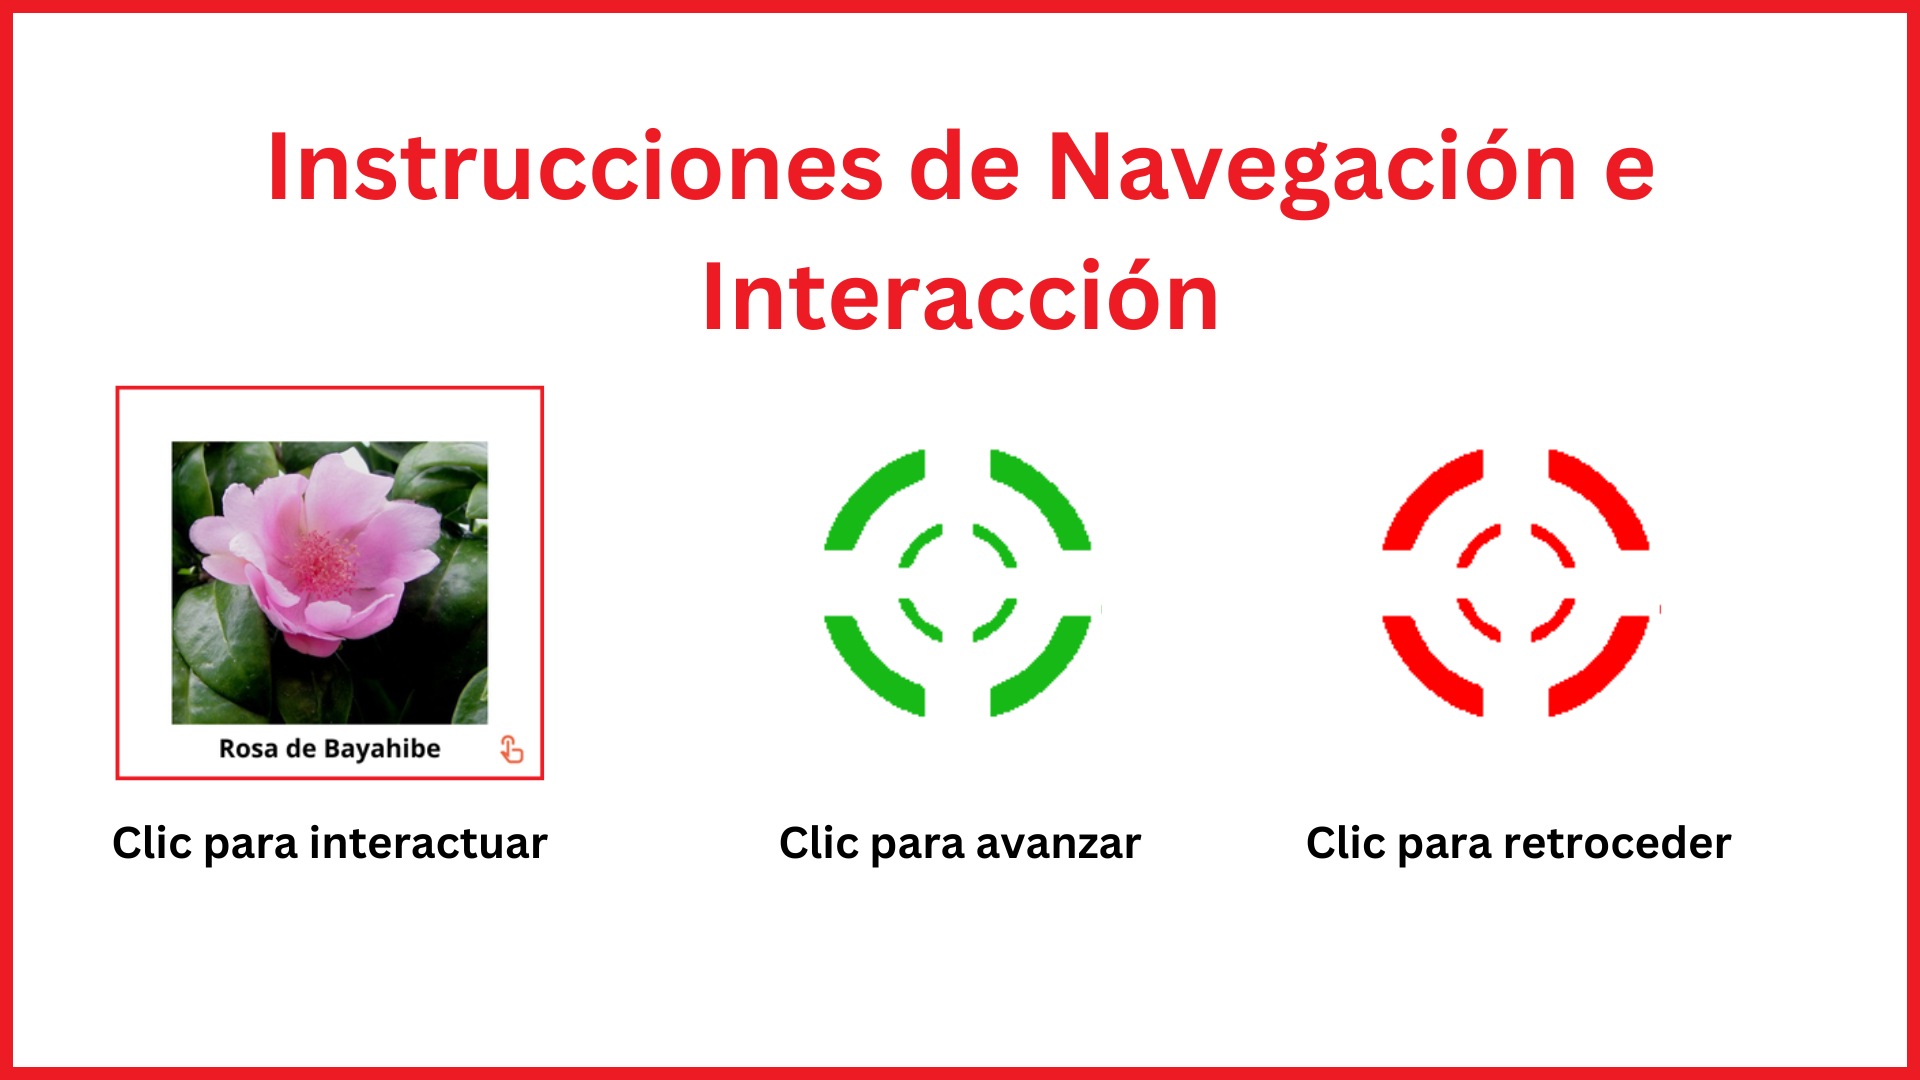 Instrucciones de Navegación e
Interacción
Rosa de Bayahibe
Clic para interactuar
Clic para avanzar
Clic para retroceder